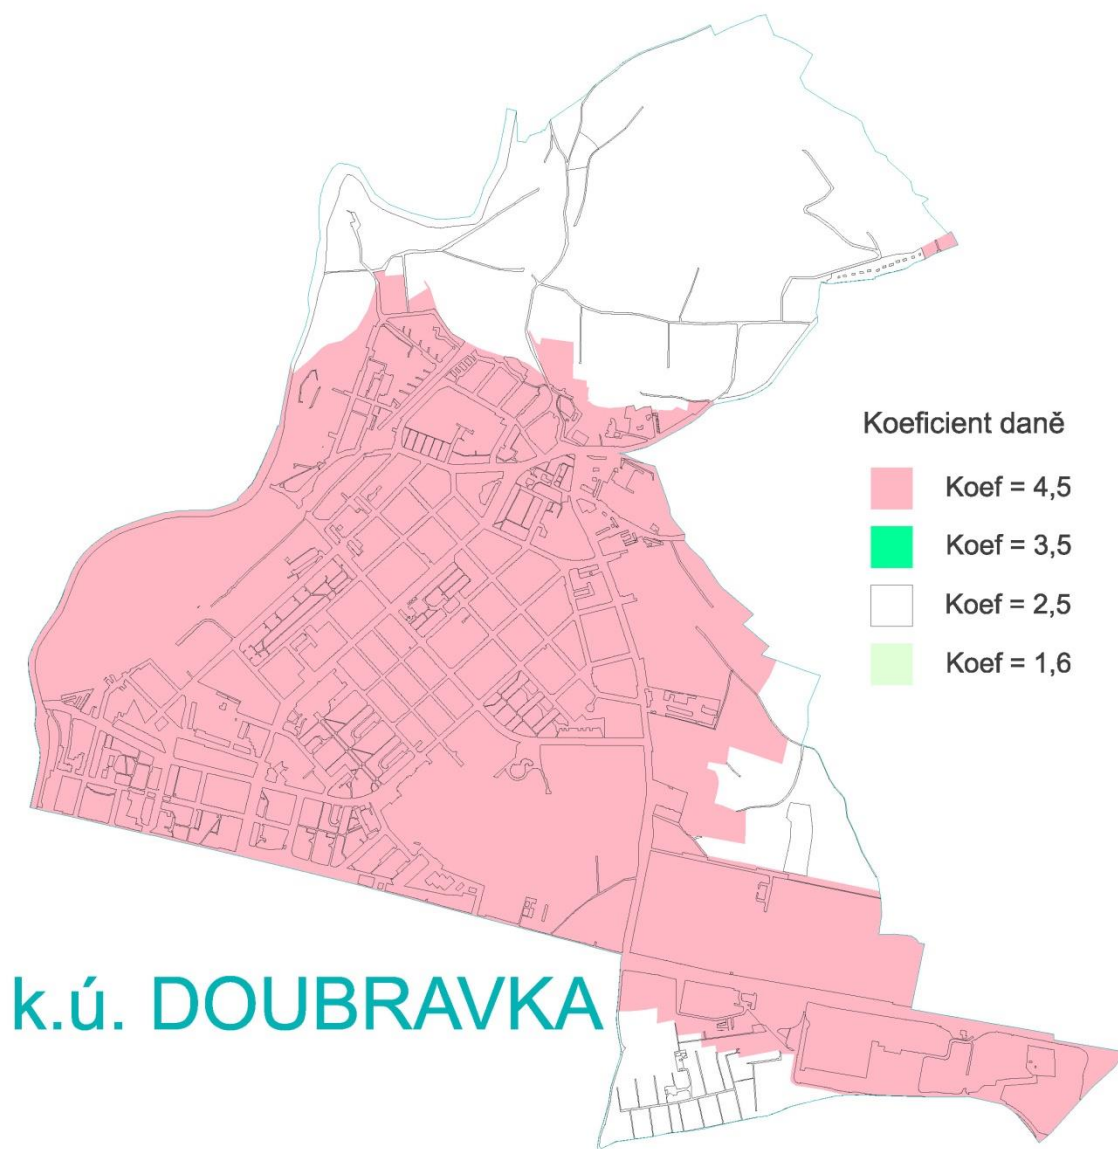 Koeficient daně
Koef = 4,5
Koef = 3,5
Koef = 2,5
Koef = 1,6
k.ú. DOUBRAVKA